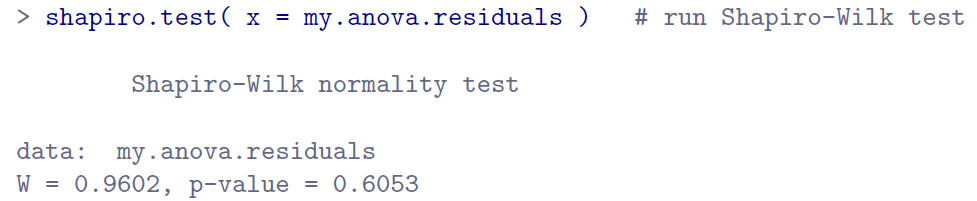 > shapiro.test( x = my.anova.residuals )   # run Shapiro-Wilk test
Shapiro-Wilk normality test
data:  my.anova.residuals
W = 0.9602, p-value = 0.6053